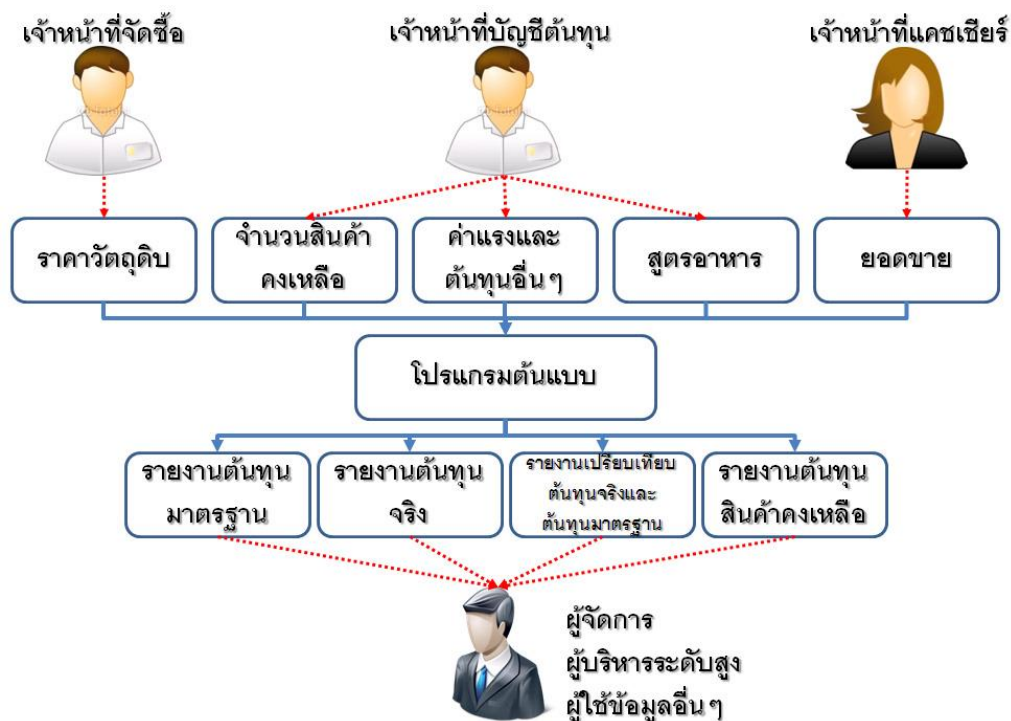 เจ้าหน้าที่จัดซื้อ
เจ้าหน้าที่บัญชีต้นทุน
เจ้าหน้าที่แคชเชียร์
ราคาวัตถุดิบ
จำนวนสินค้า
คงเหลือ
ค่าแรงและ
ต้นทุนอื่น ๆ
สูตรอาหาร
ยอดขาย
โปรแกรมต้นแบบ
รายงานต้นทุน
มาตรฐาน
รายงานต้นทุน
จริง
รายงานเปรียบเทียบ
ต้นทุนจริงและ
ต้นทุนมาตรฐาน
รายงานต้นทุน
สินค้าคงเหลือ
ผู้จัดการ
ผู้บริหารระดับสูง
ผู้ใช้ข้อมูลอื่น ๆ